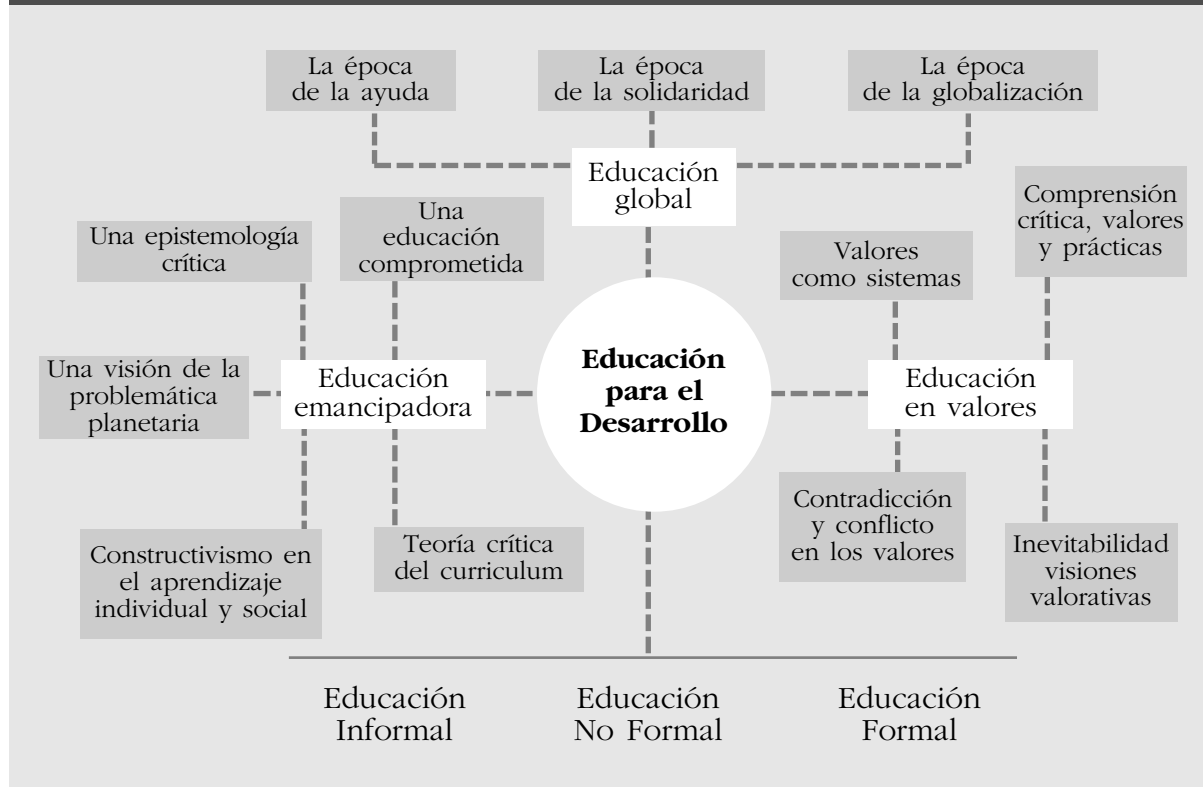 La época
de la ayuda
La época
de la solidaridad
La época
de la globalización
Educación
global
Una epistemología
crítica
Una
educación
comprometida
Valores
como sistemas
Comprensión
crítica, valores
y prácticas
Una visión de la
problemática
planetaria
Educación
emancipadora
Educación
para el
Desarrollo
Educación
en valores
Constructivismo en
el aprendizaje
individual y social
Teoría crítica
del curriculum
Contradicción
y conflicto
en los valores
Inevitabilidad
visiones
valorativas
Educación
Informal
Educación
No Formal
Educación
Formal